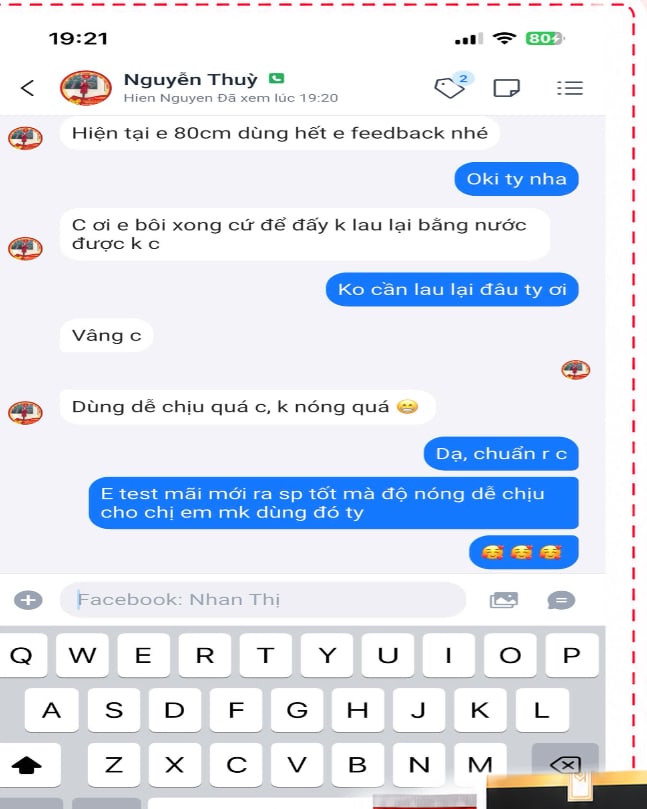 19:21
80
Nguyễn Thuỳ
Hien Nguyen Đã xem lúc 19:20
2
Hiện tại e 80cm dùng hết e feedback nhé
Oki ty nha
C ơi e bôi xong cứ để đấy k lau lại bằng nước
được k c
Ko cần lau lại đâu ty ơi
Vâng c
Dùng dễ chịu quá c, k nóng quá 😁
Dạ, chuẩn r c
E test mãi mới ra sp tốt mà độ nóng dễ chịu
cho chị em mk dùng đó ty
🥰 🥰 🥰
Facebook: Nhan Thị
Q W E R T Y U I O P
A S D F G H J K L
Z X C V B N M